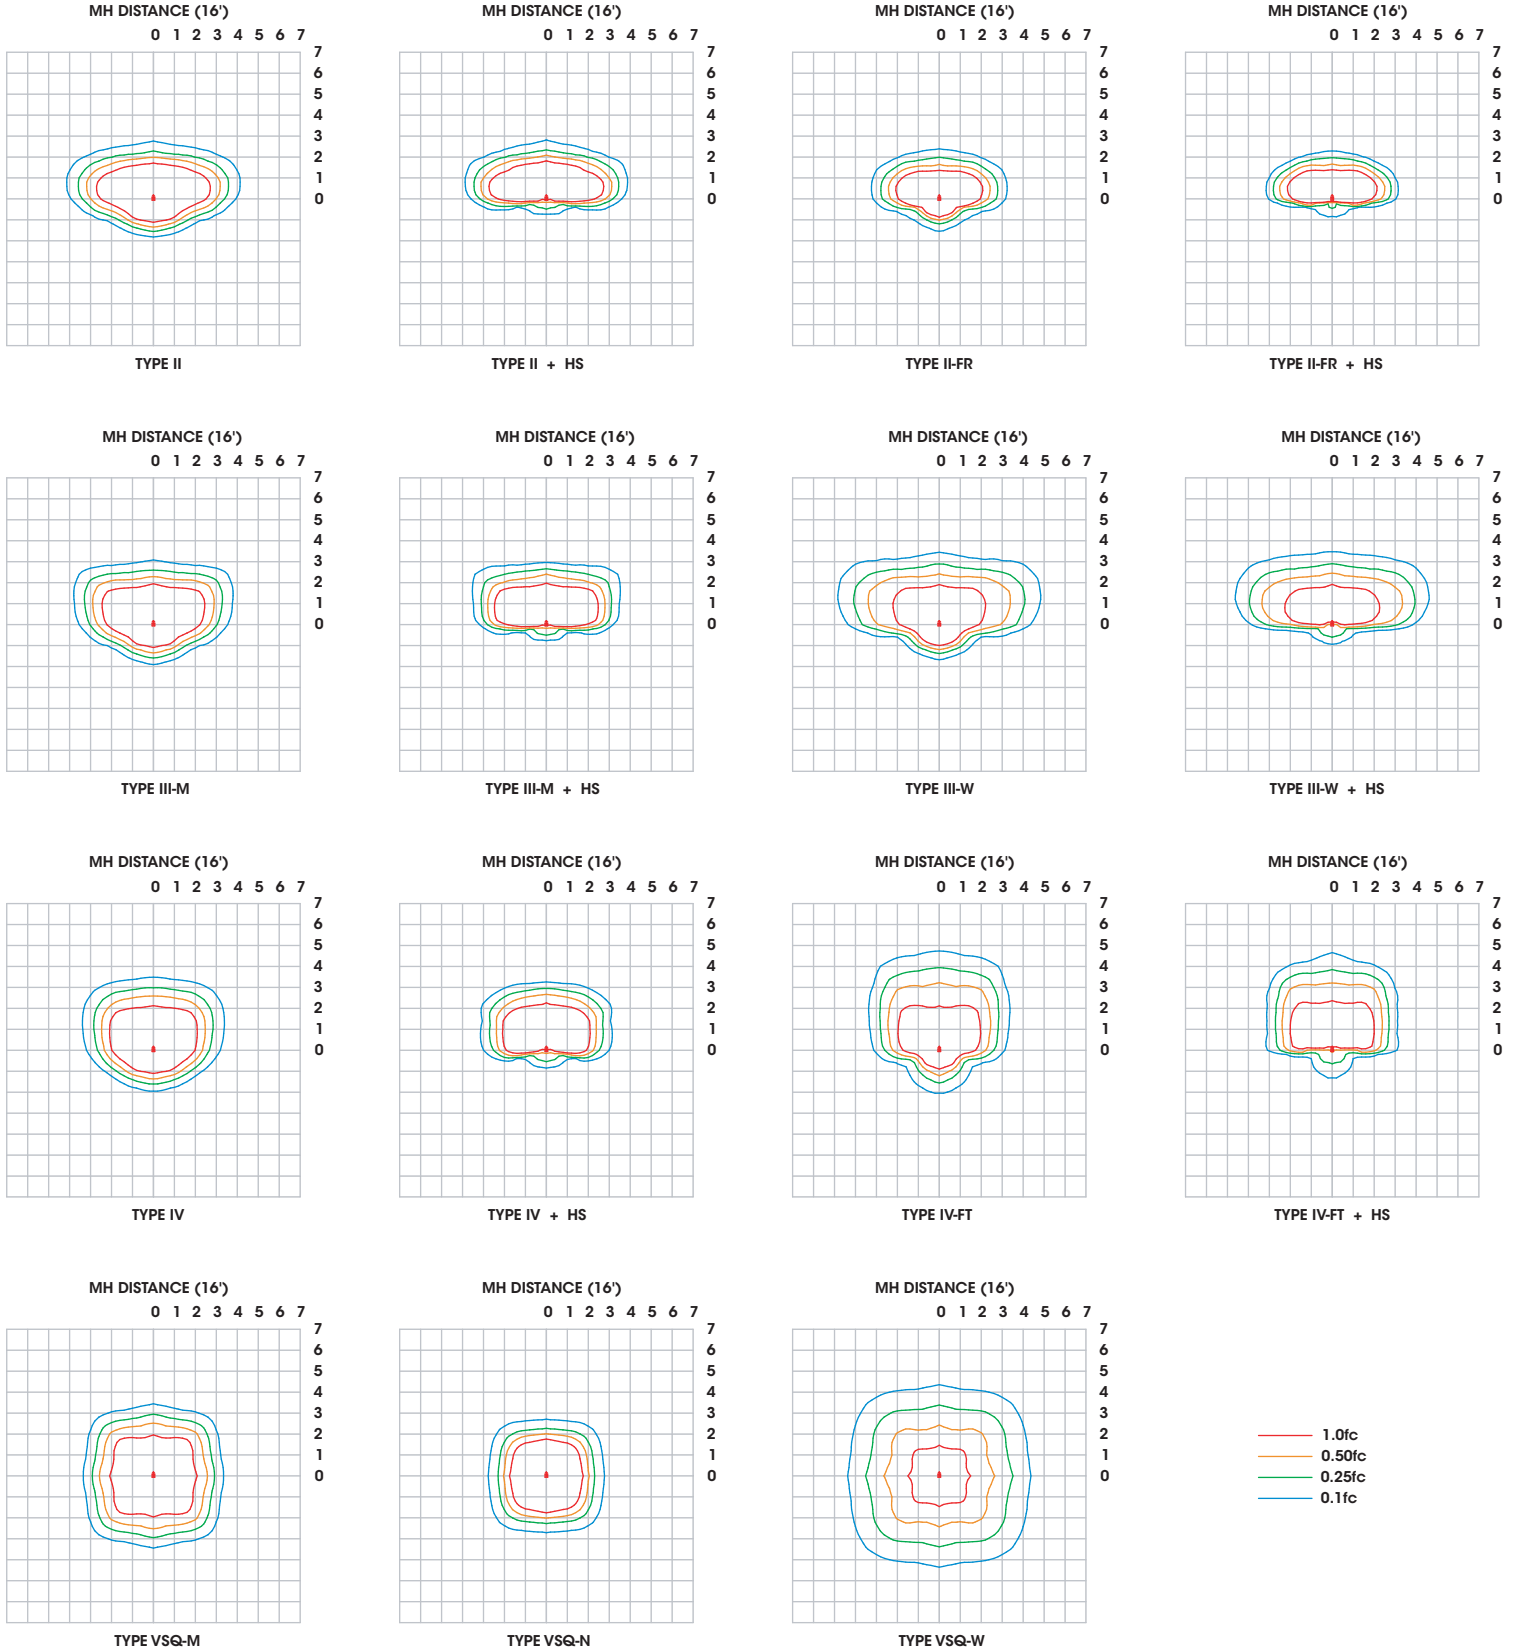 MH DISTANCE (16') MH DISTANCE (16') MH DISTANCE (16') MH DISTANCE (16')
0 1 2 3 4 5 6 7 0 1 2 3 4 5 6 7 0 1 2 3 4 5 6 7 0 1 2 3 4 5 6 7
7 7 7 7
6 6 6 6
5 5 5 5
4 4 4 4
3 3 3 3
2 2 2 2
1 1 1 1
0 0 0 0
TYPE II TYPE II + HS TYPE II-FR TYPE II-FR + HS
MH DISTANCE (16') MH DISTANCE (16') MH DISTANCE (16') MH DISTANCE (16')
0 1 2 3 4 5 6 7 0 1 2 3 4 5 6 7 0 1 2 3 4 5 6 7 0 1 2 3 4 5 6 7
7 7 7 7
6 6 6 6
5 5 5 5
4 4 4 4
3 3 3 3
2 2 2 2
1 1 1 1
0 0 0 0
TYPE III-M TYPE III-M + HS TYPE III-W TYPE III-W + HS
MH DISTANCE (16') MH DISTANCE (16') MH DISTANCE (16') MH DISTANCE (16')
0 1 2 3 4 5 6 7 0 1 2 3 4 5 6 7 0 1 2 3 4 5 6 7 0 1 2 3 4 5 6 7
7 7 7 7
6 6 6 6
5 5 5 5
4 4 4 4
3 3 3 3
2 2 2 2
1 1 1 1
0 0 0 0
TYPE IV TYPE IV + HS TYPE IV-FT TYPE IV-FT + HS
MH DISTANCE (16') MH DISTANCE (16') MH DISTANCE (16')
0 1 2 3 4 5 6 7 0 1 2 3 4 5 6 7 0 1 2 3 4 5 6 7
7 7 7
6 6 6
5 5 5
4 4 4
3 3 3
2 2 2
1 1 1
0 0 0
1.0fc
0.50fc
0.25fc
0.1fc
TYPE VSQ-M TYPE VSQ-N TYPE VSQ-W